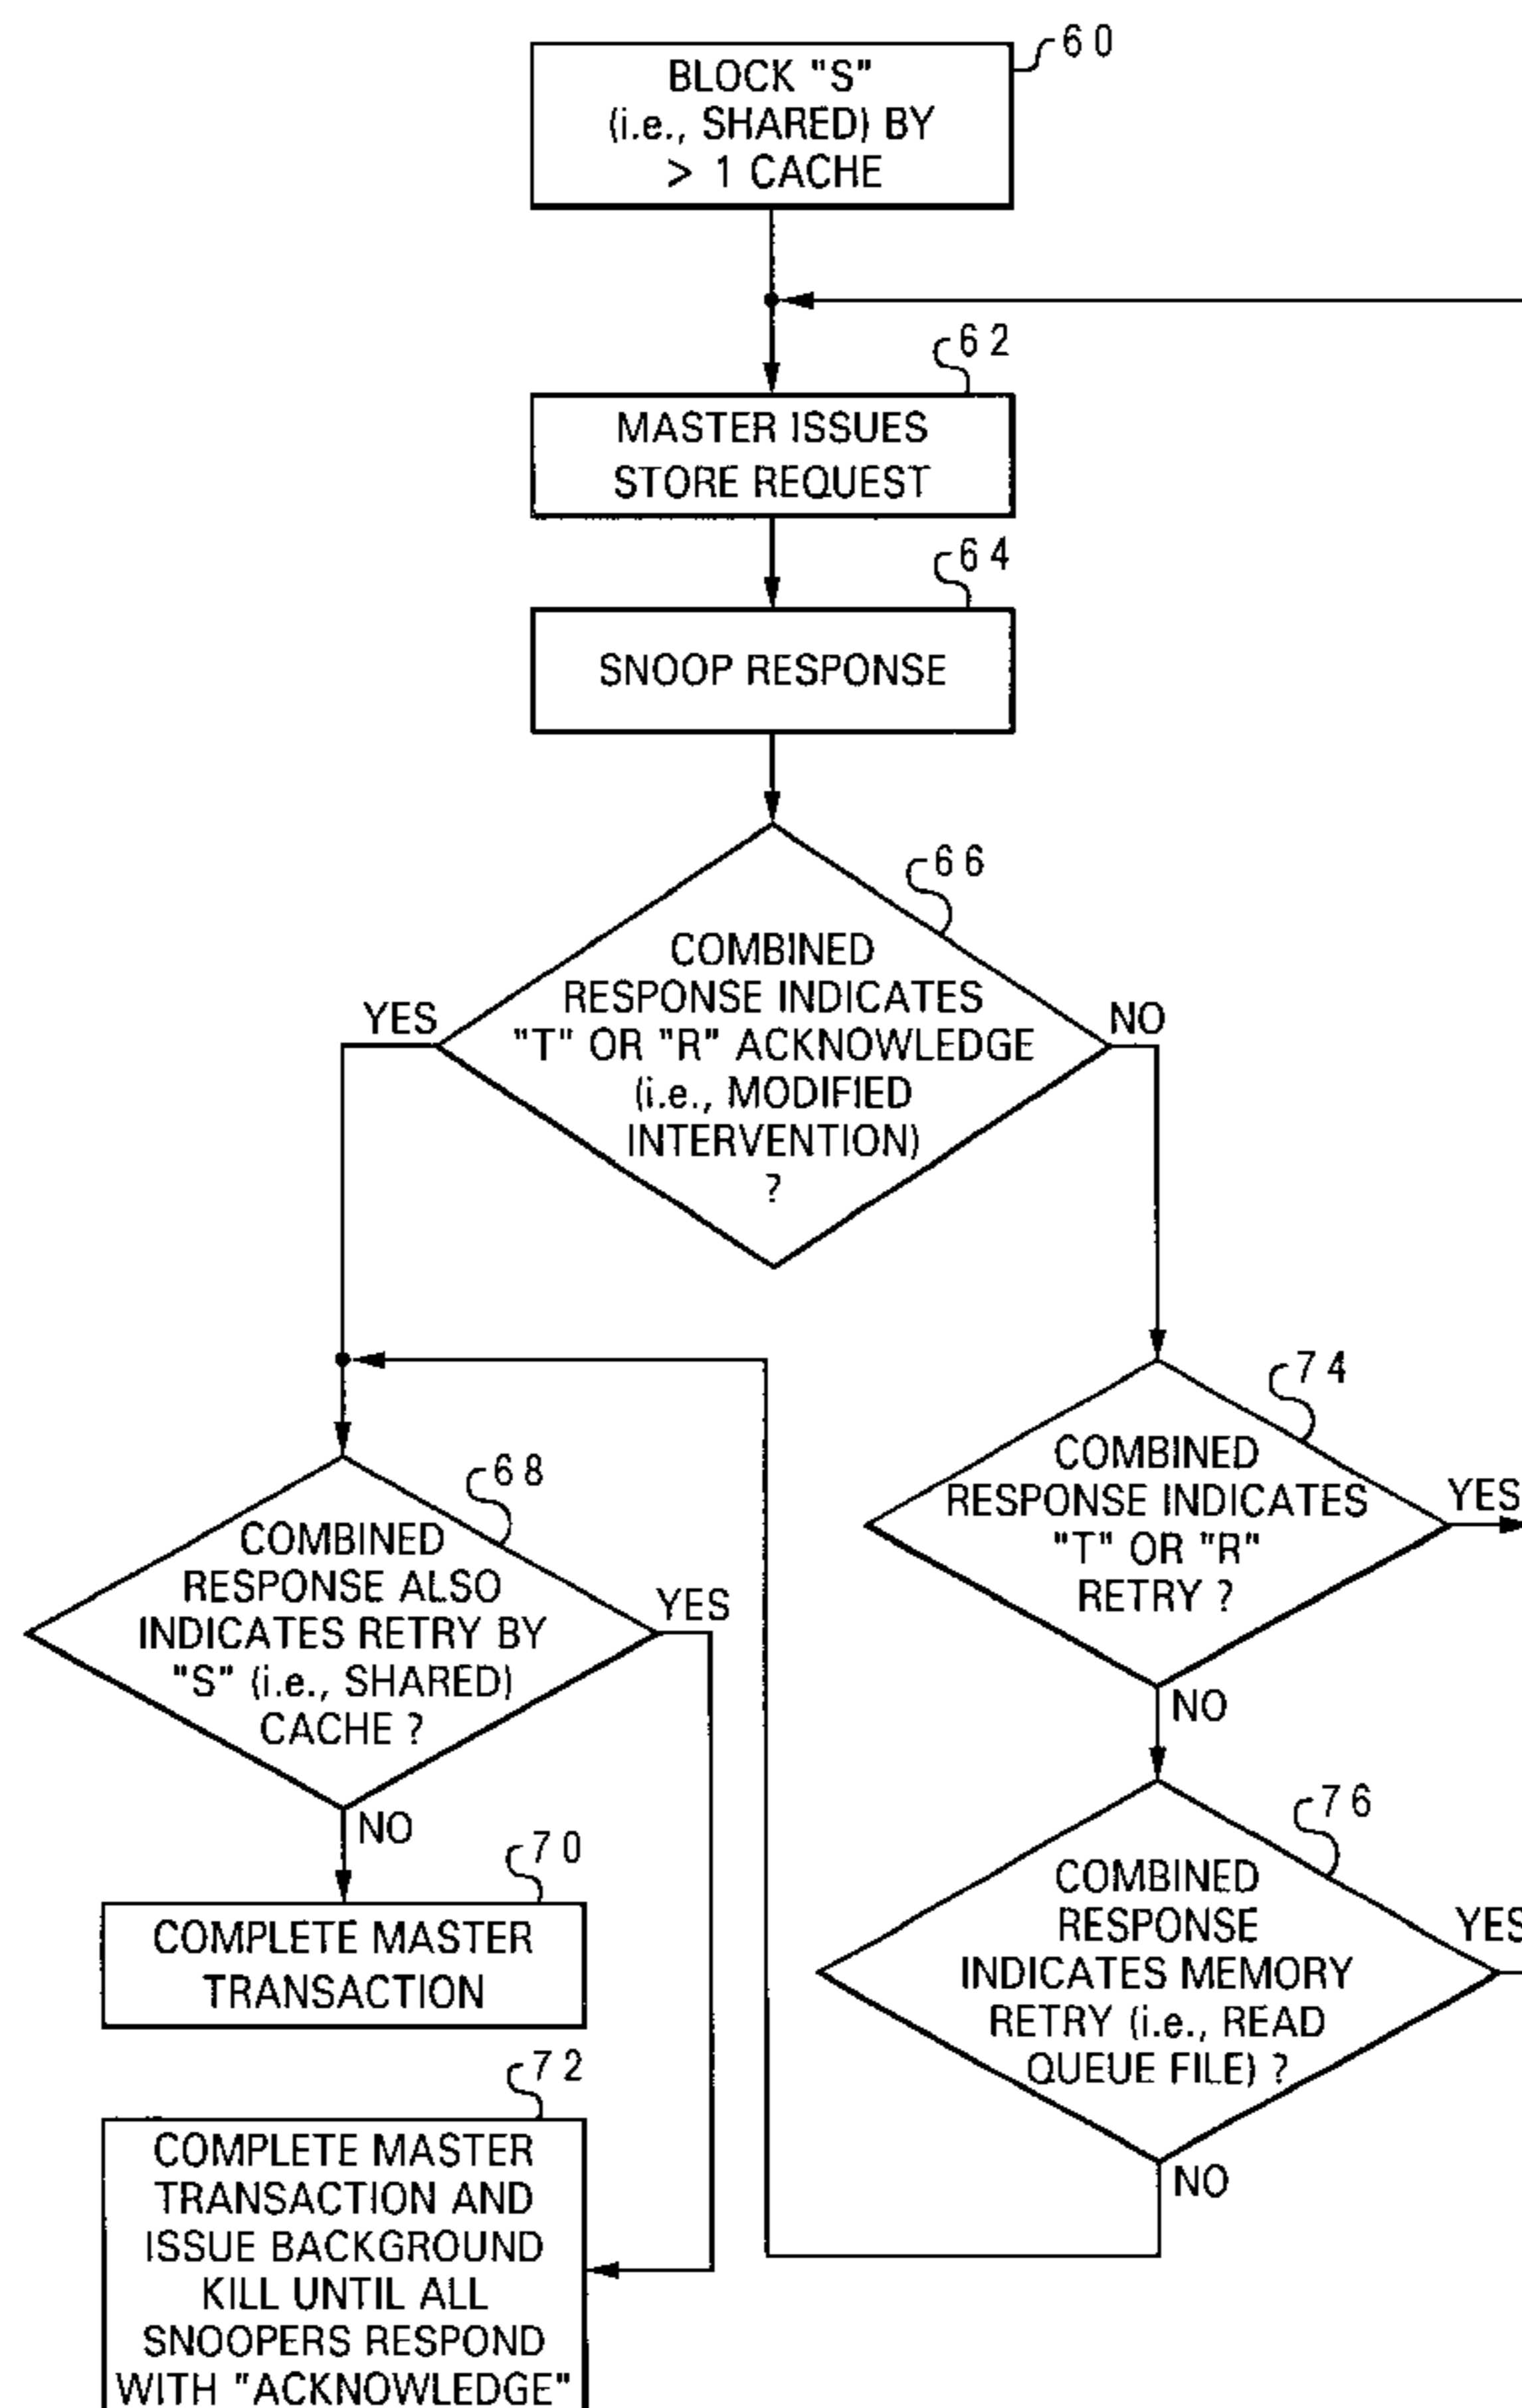 60
BLOCK "S"
(i.e., SHARED) BY
> 1 CACHE
62
MASTER ISSUES
STORE REQUEST
64
SNOOP RESPONSE
66
COMBINED
RESPONSE INDICATES
"T" OR "R" ACKNOWLEDGE
(i.e., MODIFIED
INTERVENTION)
?
YES
NO
68
COMBINED
RESPONSE ALSO
INDICATES RETRY BY
"S" (i.e., SHARED)
CACHE ?
YES
NO
70
COMPLETE MASTER
TRANSACTION
72
COMPLETE MASTER
TRANSACTION AND
ISSUE BACKGROUND
KILL UNTIL ALL
SNOOPERS RESPOND
WITH "ACKNOWLEDGE"
74
COMBINED
RESPONSE INDICATES
"T" OR "R"
RETRY ?
YES
NO
76
COMBINED
RESPONSE
INDICATES MEMORY
RETRY (i.e., READ
QUEUE FILE) ?
YES
NO